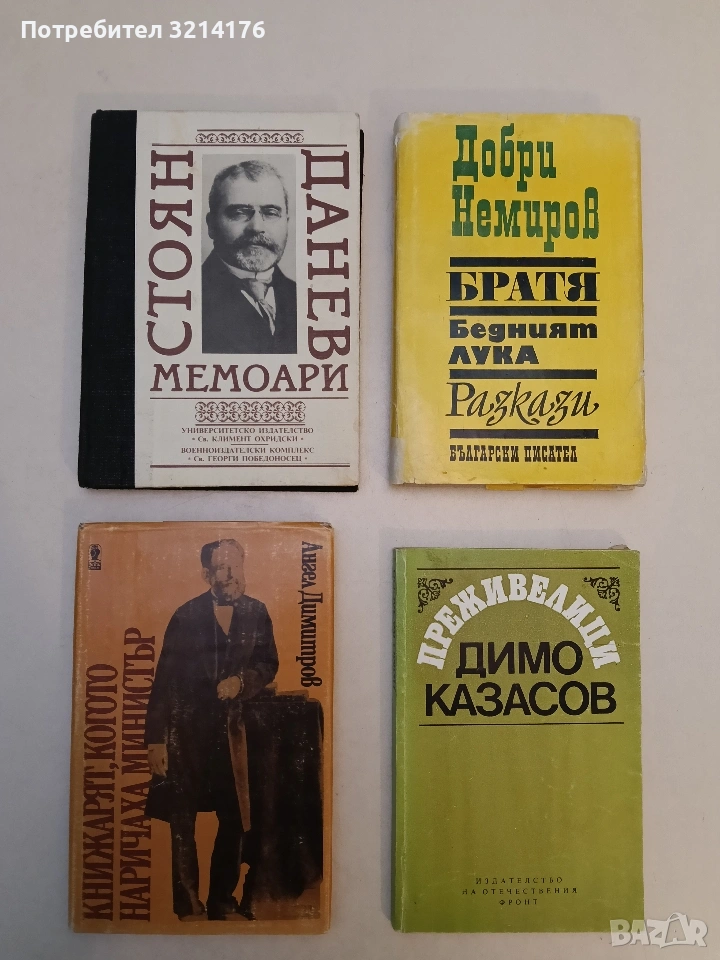 Потребител 3214176
СТОЯН
ДАНЕВ
МЕМОАРИ
УНИВЕРСИТЕТСКО ИЗДАТЕЛСТВО
• Св. КЛИМЕНТ ОХРИДСКИ •
ВОЕННОИЗДАТЕЛСКИ КОМПЛЕКС
• Св. ГЕОРГИ ПОБЕДОНОСЕЦ •
Добри
Немиров
БРАТЯ
Бедният
ЛУКА
Разкази
БЪЛГАРСКИ ПИСАТЕЛ
КНИЖАРЯТ, КОГОТО
НАРИЧАХА МИНИСТЪР
Ангел Димитров
ПРЕЖИВЕЛИЦИ
ДИМО
КАЗАСОВ
ИЗДАТЕЛСТВО
НА ОТЕЧЕСТВЕНИЯ
ФРОНТ
BAZAR